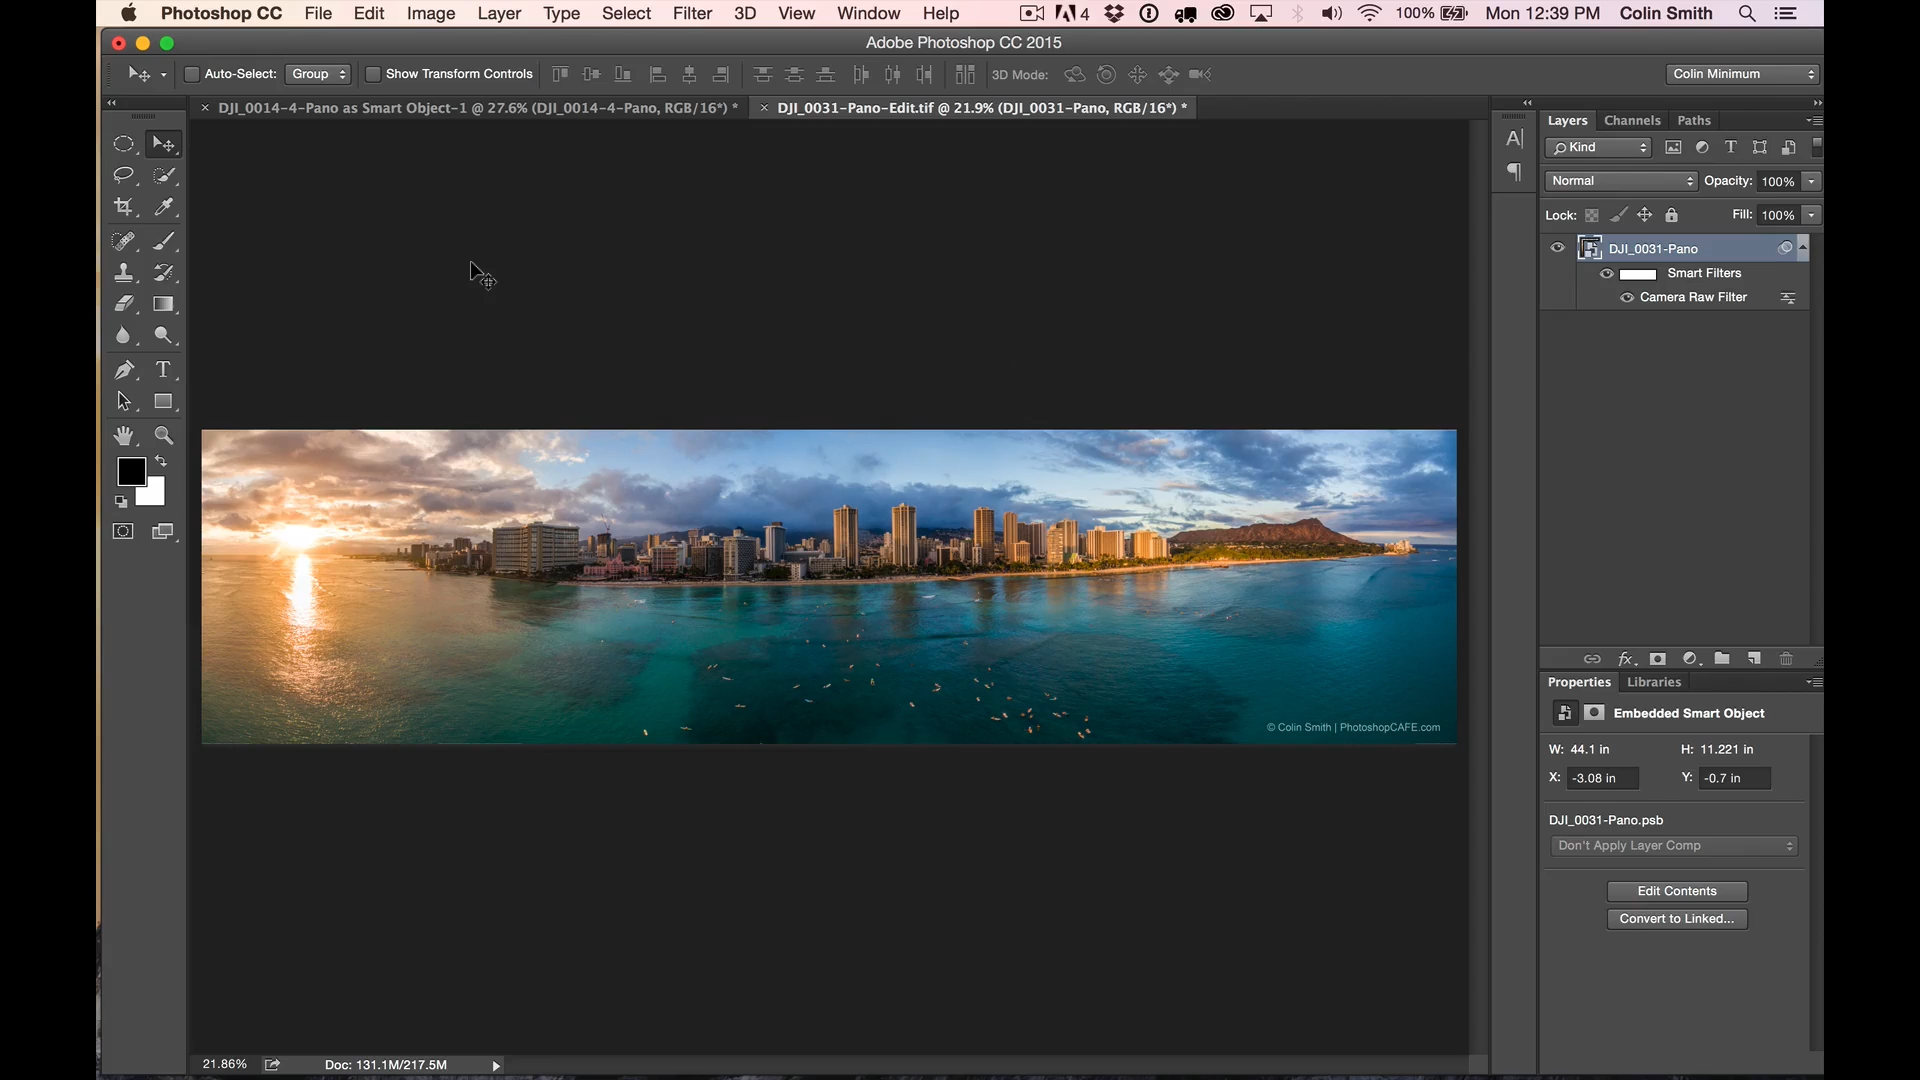 Photoshop CC File Edit Image Layer Type Select Filter 3D View Window Help 4 100% Mon 12:39 PM Colin Smith
Adobe Photoshop CC 2015
Auto-Select: Group Show Transform Controls 3D Mode: Colin Minimum
× DJI_0014-4-Pano as Smart Object-1 @ 27.6% (DJI_0014-4-Pano, RGB/16*) * × DJI_0031-Pano-Edit.tif @ 21.9% (DJI_0031-Pano, RGB/16*) *
Layers Channels Paths
Kind
Normal Opacity: 100%
Lock: Fill: 100%
DJI_0031-Pano
Smart Filters
Camera Raw Filter
© Colin Smith | PhotoshopCAFE.com
Properties Libraries
Embedded Smart Object
W: 44.1 in H: 11.221 in
X: -3.08 in Y: -0.7 in
DJI_0031-Pano.psb
Don't Apply Layer Comp
Edit Contents
Convert to Linked...
21.86% Doc: 131.1M/217.5M